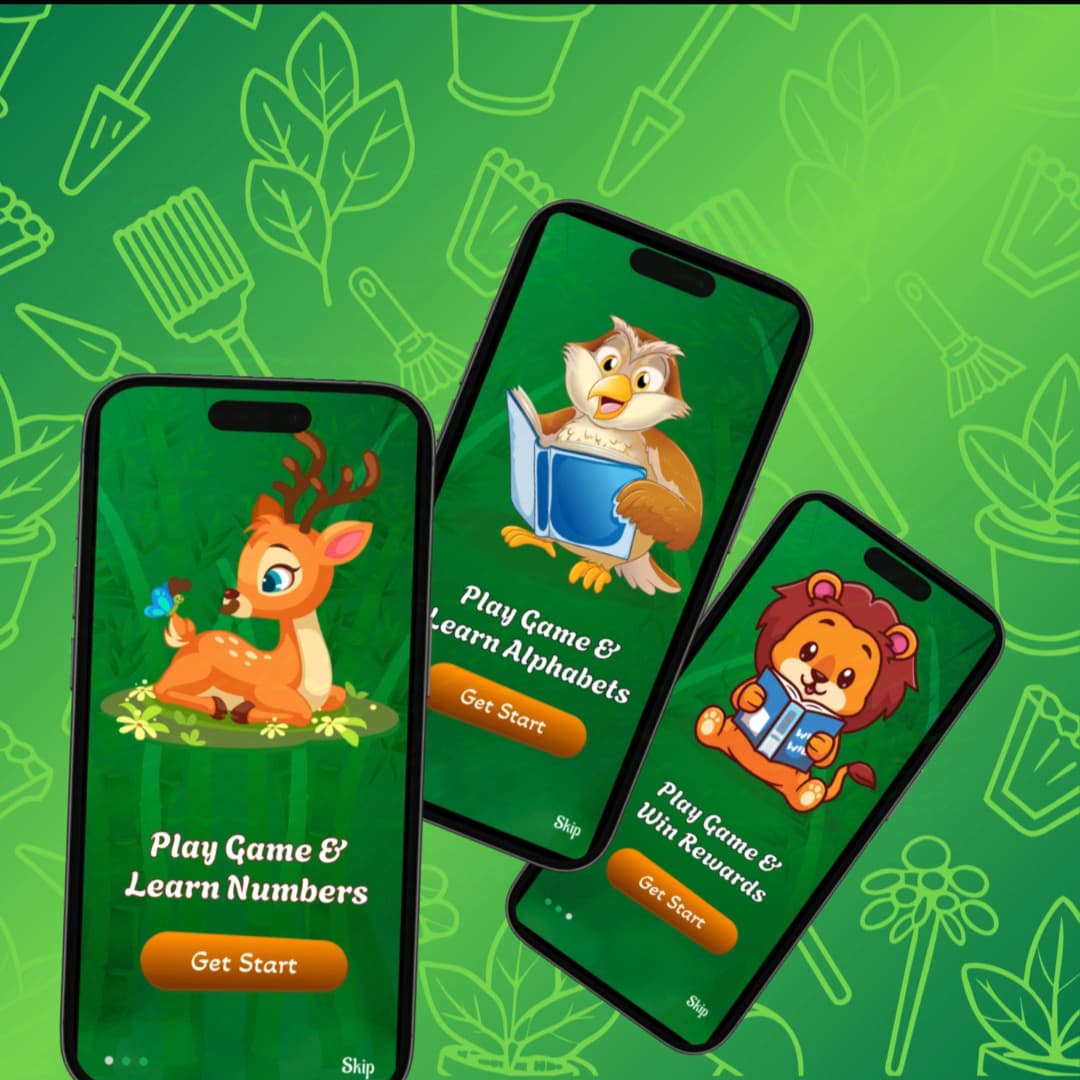 Play Game &
Learn Numbers
Get Start
Skip
Play Game &
Learn Alphabets
Get Start
Skip
Play Game &
Win Rewards
Get Start
Skip